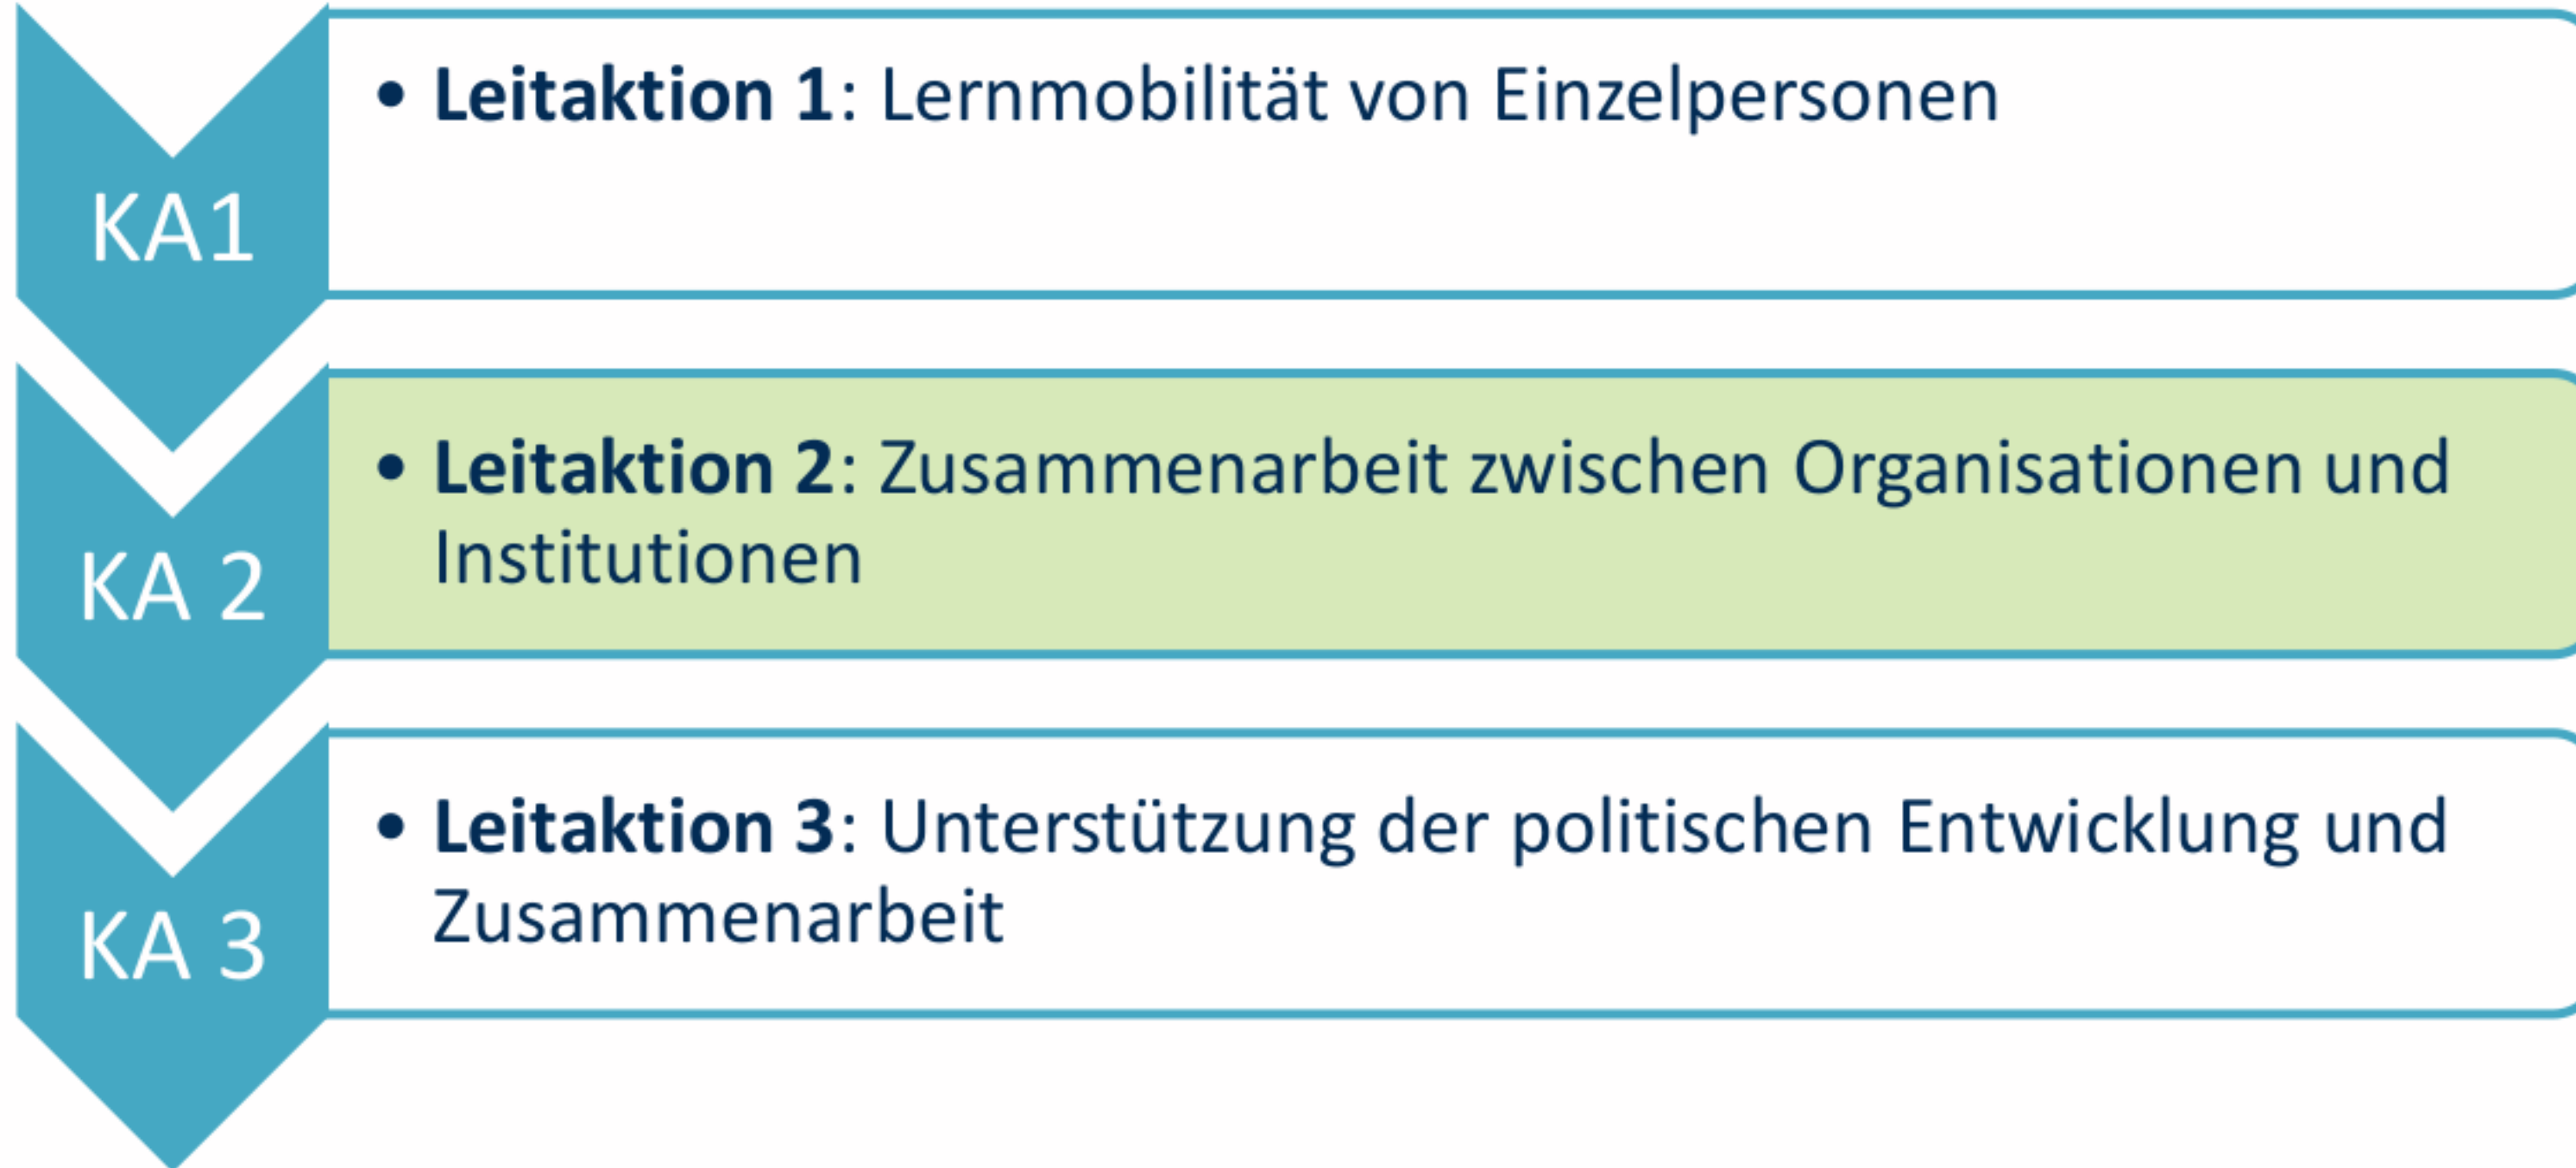 KA1
• Leitaktion 1: Lernmobilität von Einzelpersonen
KA 2
• Leitaktion 2: Zusammenarbeit zwischen Organisationen und
Institutionen
KA 3
• Leitaktion 3: Unterstützung der politischen Entwicklung und
Zusammenarbeit